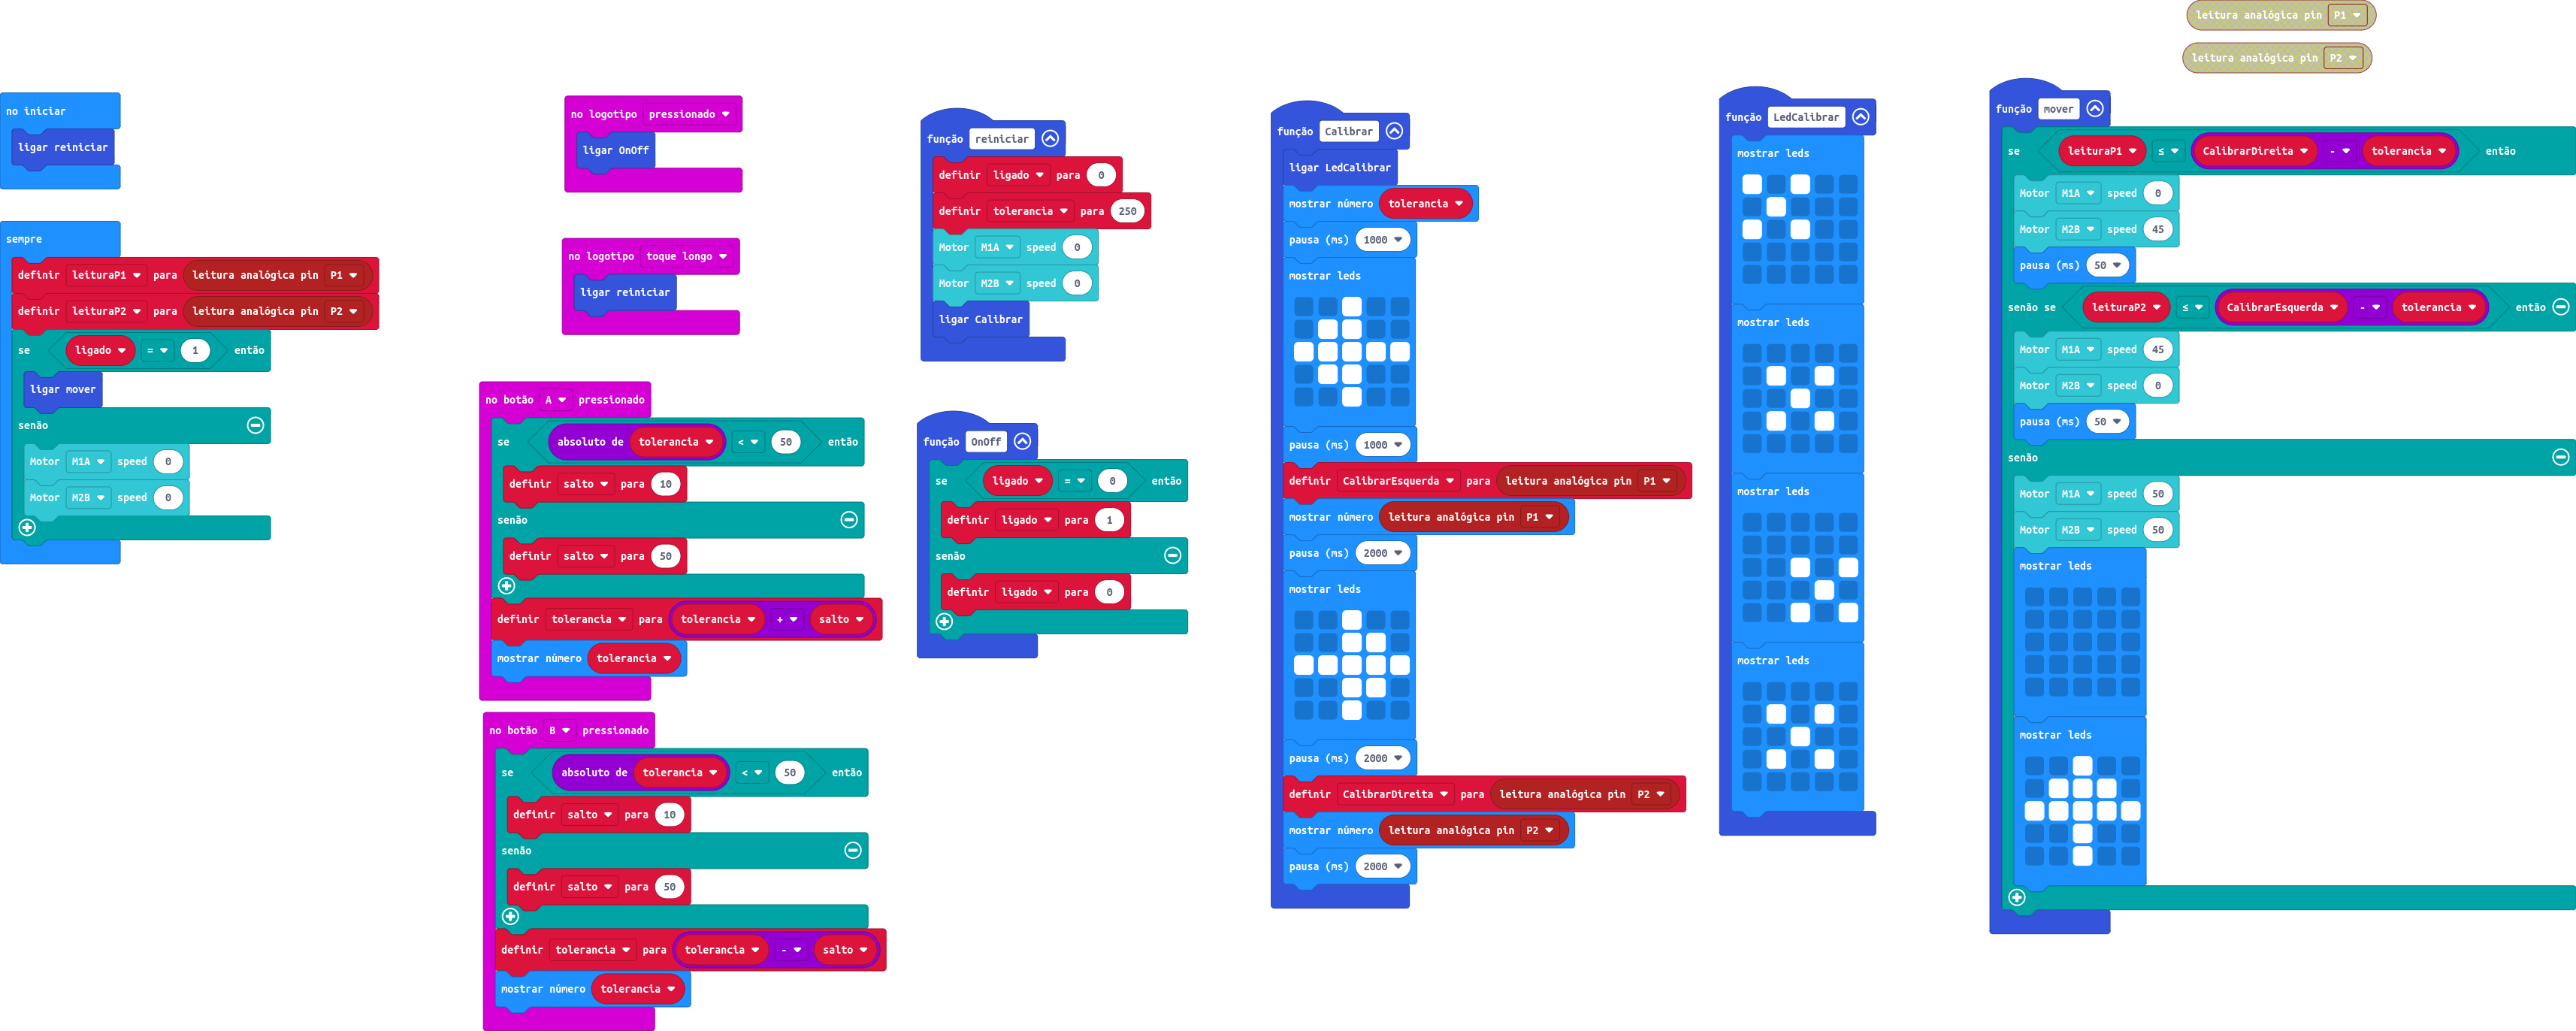 no iniciar
ligar reiniciar
sempre
definir leituraP1 para leitura analógica pin P1
definir leituraP2 para leitura analógica pin P2
se ligado = 1 então
ligar mover
senão
Motor M1A speed 0
Motor M2B speed 0
no logotipo pressionado
ligar OnOff
no logotipo toque longo
ligar reiniciar
no botão A pressionado
se absoluto de tolerancia < 50 então
definir salto para 10
senão
definir salto para 50
definir tolerancia para tolerancia + salto
mostrar número tolerancia
no botão B pressionado
se absoluto de tolerancia < 50 então
definir salto para 10
senão
definir salto para 50
definir tolerancia para tolerancia - salto
mostrar número tolerancia
função reiniciar
definir ligado para 0
definir tolerancia para 250
Motor M1A speed 0
Motor M2B speed 0
ligar Calibrar
função OnOff
se ligado = 0 então
definir ligado para 1
senão
definir ligado para 0
função Calibrar
ligar LedCalibrar
mostrar número tolerancia
pausa (ms) 1000
mostrar leds
pausa (ms) 1000
definir CalibrarEsquerda para leitura analógica pin P1
mostrar número leitura analógica pin P1
pausa (ms) 2000
mostrar leds
pausa (ms) 2000
definir CalibrarDireita para leitura analógica pin P2
mostrar número leitura analógica pin P2
pausa (ms) 2000
função LedCalibrar
mostrar leds
mostrar leds
mostrar leds
mostrar leds
leitura analógica pin P1
leitura analógica pin P2
função mover
se leituraP1 ≤ CalibrarDireita - tolerancia então
Motor M1A speed 0
Motor M2B speed 45
pausa (ms) 50
senão se leituraP2 ≤ CalibrarEsquerda - tolerancia então
Motor M1A speed 45
Motor M2B speed 0
pausa (ms) 50
senão
Motor M1A speed 50
Motor M2B speed 50
mostrar leds
mostrar leds